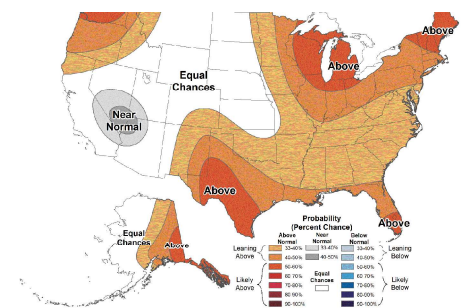 Above
Above
Equal
Chances
Near
Normal
Above
Above
Equal
Chances
Above
Probability
(Percent Chance)
Above
Normal
Near
Normal
Below
Normal
Leaning
Above
33-40%
33-40%
33-40%
Leaning
Below
40-50%
40-50%
40-50%
Likely
Above
50-60%
50-60%
Likely
Below
60-70%
60-70%
70-80%
70-80%
80-90%
80-90%
90-100%
90-100%
Equal
Chances